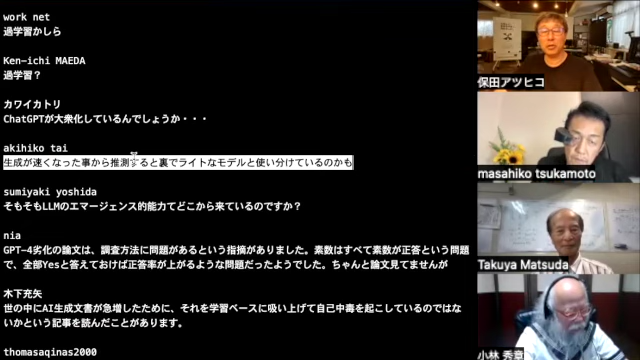 work net
過学習かしら
Ken-ichi MAEDA
過学習？
カワイカトリ
ChatGPTが大衆化しているんでしょうか・・・
akihiko tai
生成が速くなった事から推測すると裏でライトなモデルと使い分けているのかも
sumiyaki yoshida
そもそもLLMのエマージェンス的能力てどこから来ているのですか？
nia
GPT-4劣化の論文は、調査方法に問題があるという指摘がありました。素数はすべて素数が正答という問題
で、全部Yesと答えておけば正答率が上がるような問題だったようでした。ちゃんと論文見てませんが
木下充矢
世の中にAI生成文書が急増したために、それを学習ベースに吸い上げて自己中毒を起こしているのではな
いかという記事を読んだことがあります。
thomasaqinas2000
保田アツヒコ
masahiko tsukamoto
Takuya Matsuda
小林 秀章